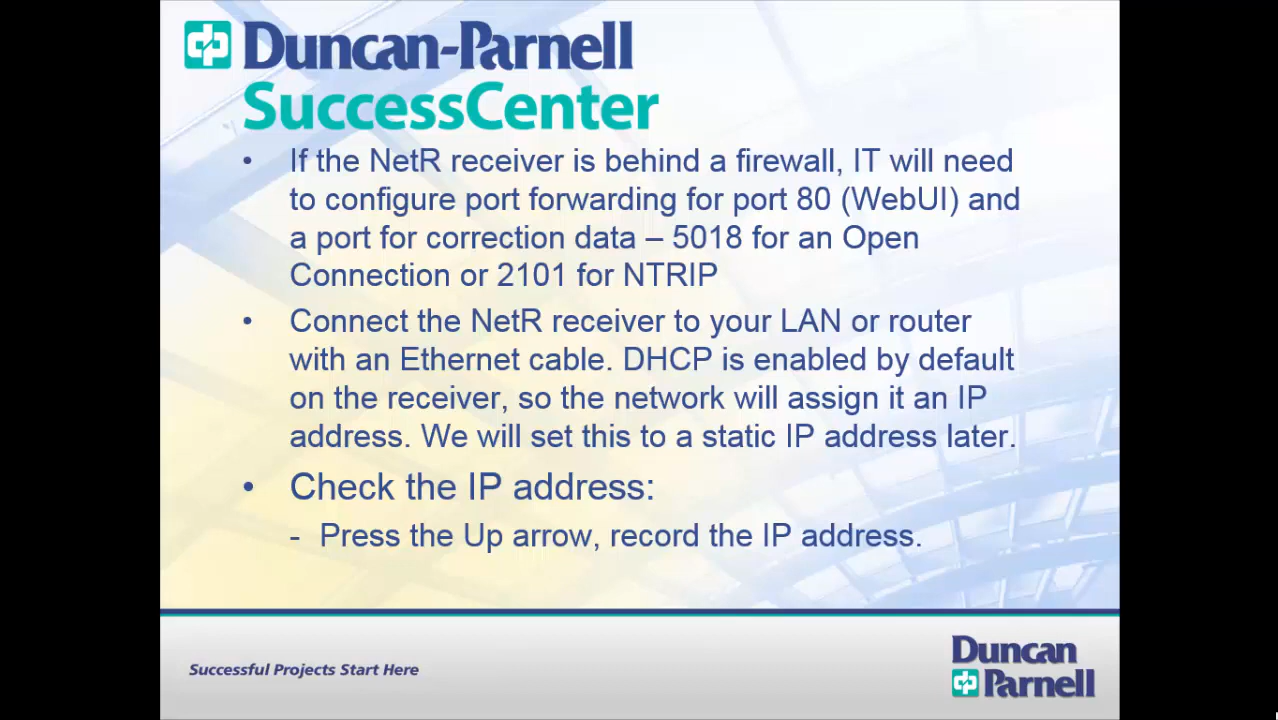 Duncan-Parnell
SuccessCenter
• If the NetR receiver is behind a firewall, IT will need
to configure port forwarding for port 80 (WebUI) and
a port for correction data – 5018 for an Open
Connection or 2101 for NTRIP
• Connect the NetR receiver to your LAN or router
with an Ethernet cable. DHCP is enabled by default
on the receiver, so the network will assign it an IP
address. We will set this to a static IP address later.
• Check the IP address:
- Press the Up arrow, record the IP address.
Successful Projects Start Here
Duncan
Parnell